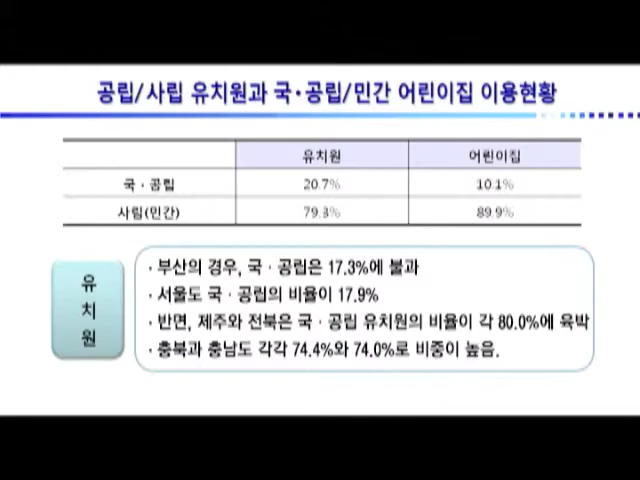 공립/사립 유치원과 국·공립/민간 어린이집 이용현황
유치원 어린이집
국·공립 20.7% 10.1%
사립(민간) 79.3% 89.9%
유치원
· 부산의 경우, 국·공립은 17.3%에 불과
· 서울도 국·공립의 비율이 17.9%
· 반면, 제주와 전북은 국·공립 유치원의 비율이 각 80.0%에 육박
· 충북과 충남도 각각 74.4%와 74.0%로 비중이 높음.